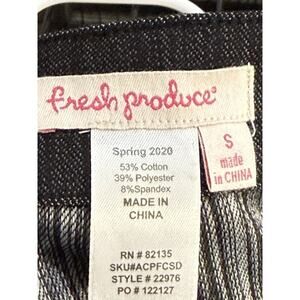 fresh produce®
S
made
in CHINA
Spring 2020
53% Cotton
39% Polyester
8%Spandex
MADE IN
CHINA
RN # 82135
SKU#ACPFCSD
STYLE # 22976
PO # 122127